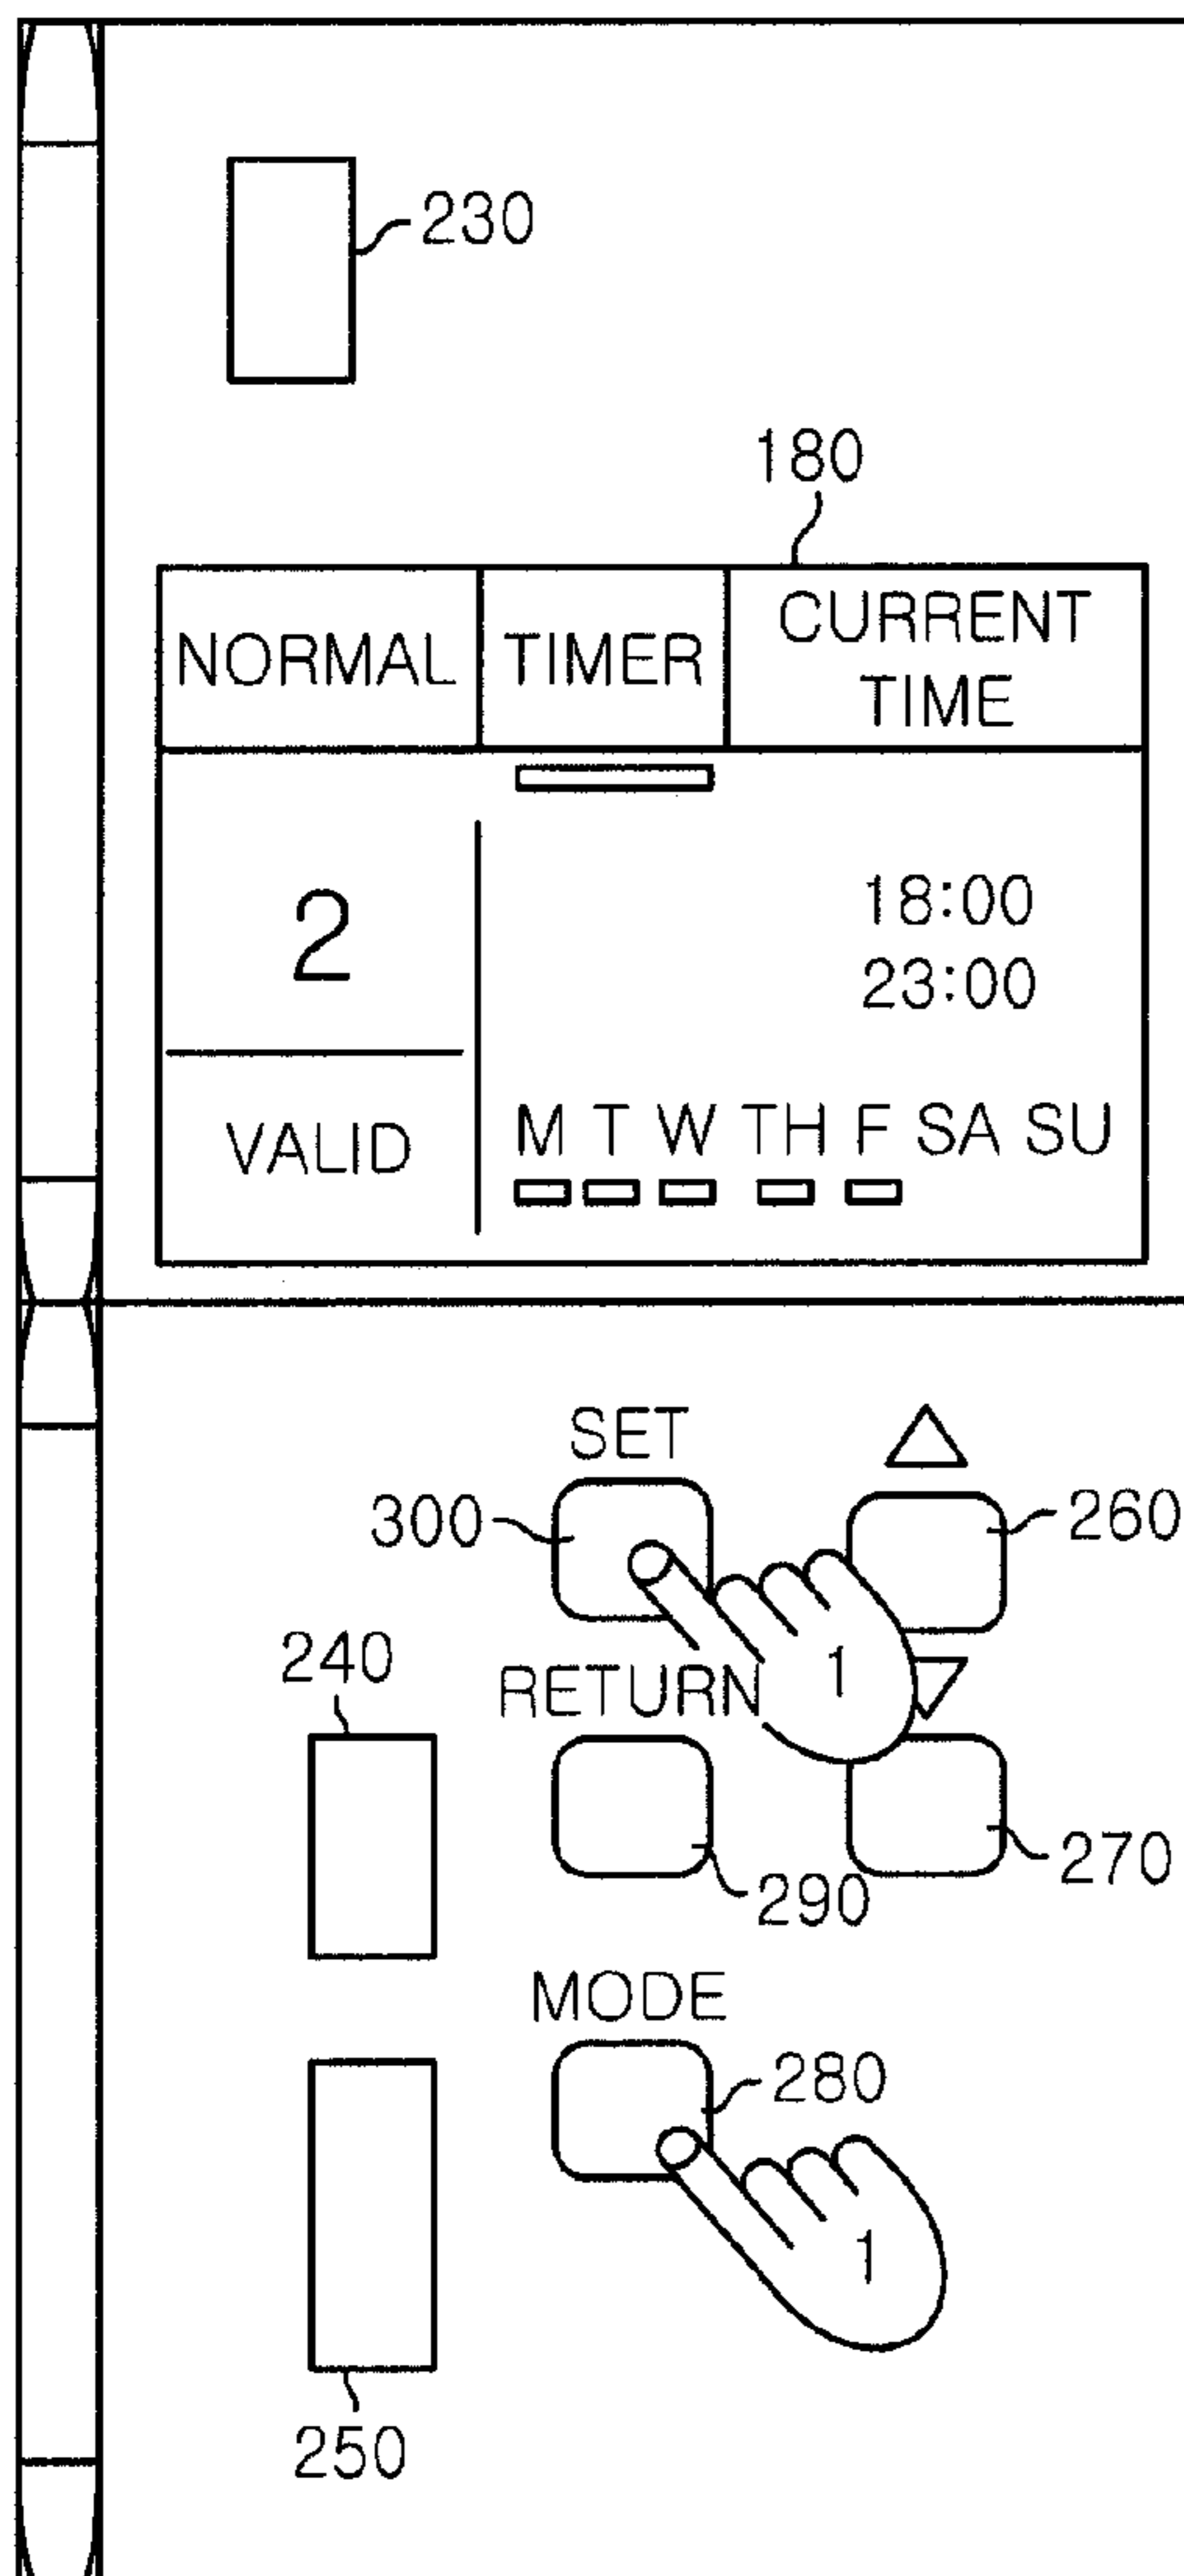 230
180
NORMAL TIMER CURRENT TIME
2
18:00
23:00
VALID
M T W TH F SA SU
SET
300
260
240
RETURN
1
290
270
MODE
280
1
250